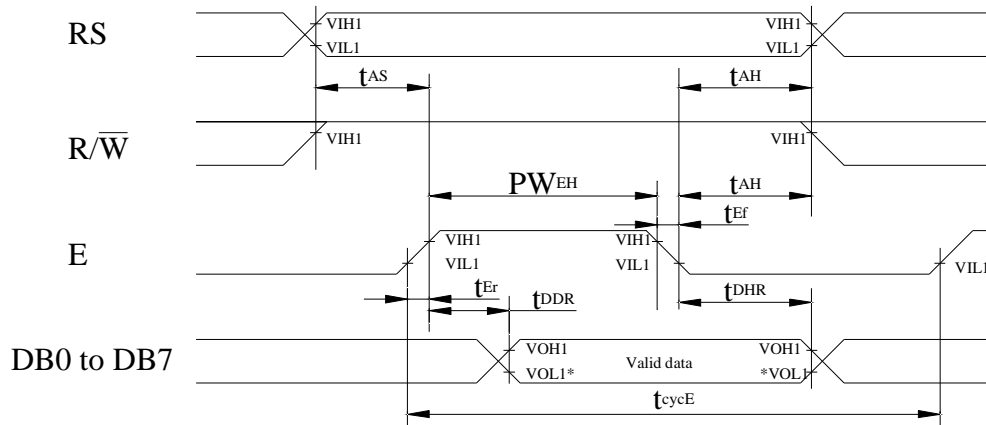 RS
VIH1 VIH1
VIL1 VIL1
tAS tAH
R/W̅
VIH1 VIH1
PWEH tAH
tEf
E
VIH1 VIH1
VIL1 VIL1 VIL1
tEr tDDR tDHR
DB0 to DB7
VOH1 Valid data VOH1
VOL1* *VOL1
tcycE